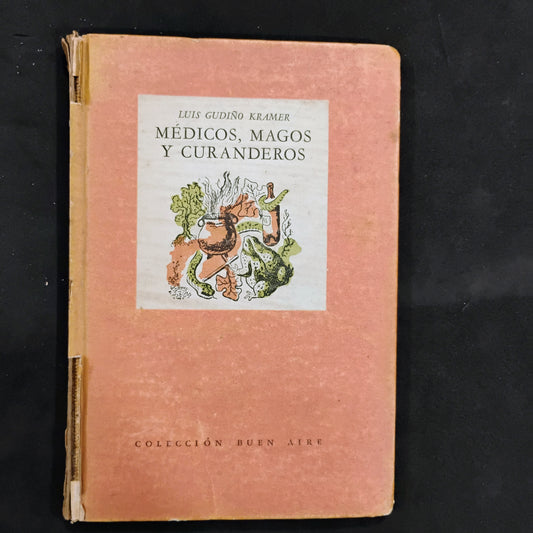 LUIS GUDIÑO KRAMER
MÉDICOS, MAGOS
Y CURANDEROS
COLECCIÓN BUEN AIRE